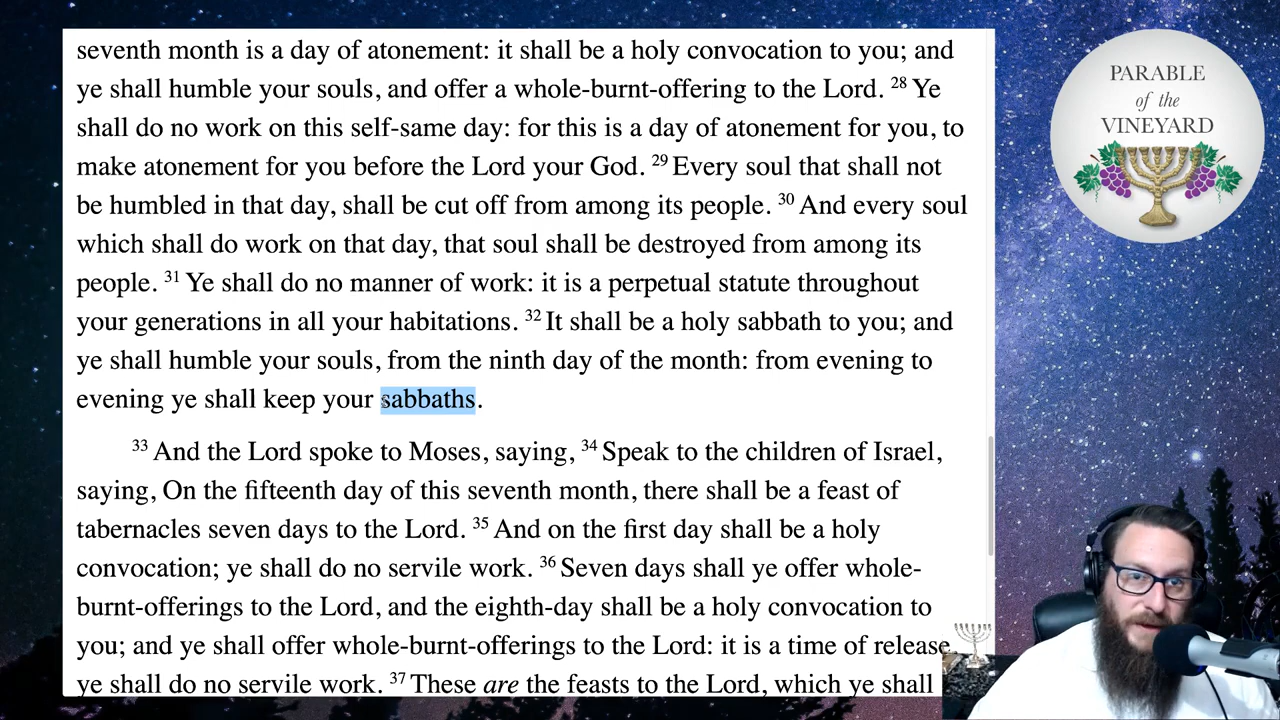 seventh month is a day of atonement: it shall be a holy convocation to you; and
ye shall humble your souls, and offer a whole-burnt-offering to the Lord. 28 Ye
shall do no work on this self-same day: for this is a day of atonement for you, to
make atonement for you before the Lord your God. 29 Every soul that shall not
be humbled in that day, shall be cut off from among its people. 30 And every soul
which shall do work on that day, that soul shall be destroyed from among its
people. 31 Ye shall do no manner of work: it is a perpetual statute throughout
your generations in all your habitations. 32 It shall be a holy sabbath to you; and
ye shall humble your souls, from the ninth day of the month: from evening to
evening ye shall keep your sabbaths.
33 And the Lord spoke to Moses, saying, 34 Speak to the children of Israel,
saying, On the fifteenth day of this seventh month, there shall be a feast of
tabernacles seven days to the Lord. 35 And on the first day shall be a holy
convocation; ye shall do no servile work. 36 Seven days shall ye offer whole-
burnt-offerings to the Lord, and the eighth-day shall be a holy convocation to
you; and ye shall offer whole-burnt-offerings to the Lord: it is a time of release,
ye shall do no servile work. 37 These are the feasts to the Lord, which ye shall
PARABLE
of the
VINEYARD